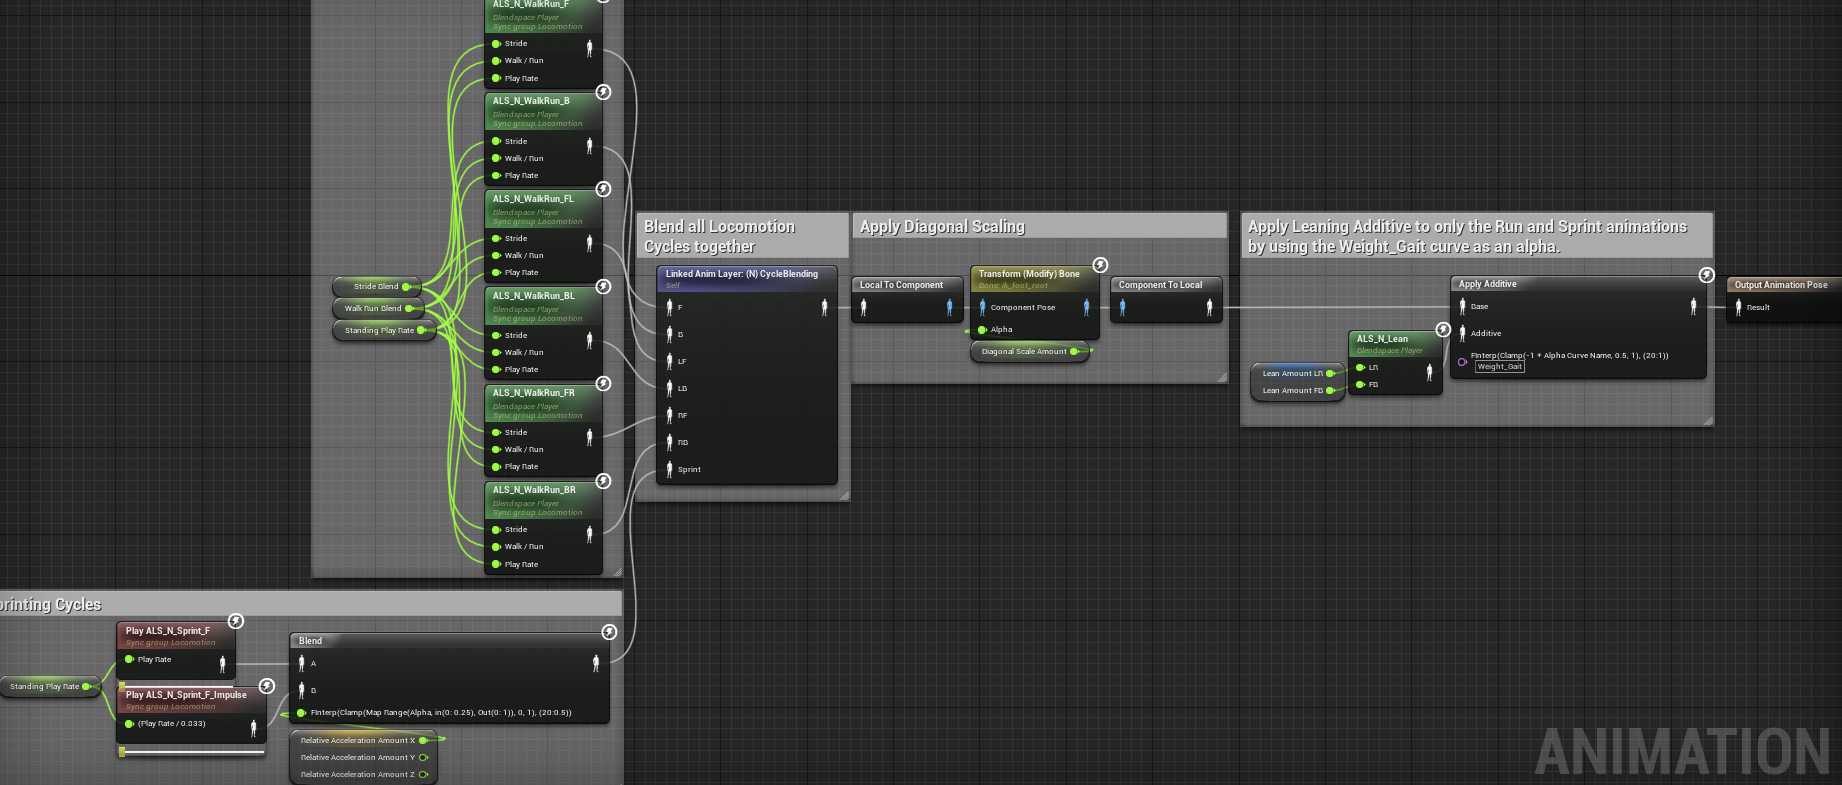 ALS_N_WalkRun_F
Blendspace Player
Sync group Locomotion
Stride
Walk / Run
Play Rate
ALS_N_WalkRun_B
Blendspace Player
Sync group Locomotion
Stride
Walk / Run
Play Rate
ALS_N_WalkRun_FL
Blendspace Player
Sync group Locomotion
Stride
Walk / Run
Play Rate
Stride Blend
Walk Run Blend
Standing Play Rate
ALS_N_WalkRun_BL
Blendspace Player
Sync group Locomotion
Stride
Walk / Run
Play Rate
ALS_N_WalkRun_FR
Blendspace Player
Sync group Locomotion
Stride
Walk / Run
Play Rate
ALS_N_WalkRun_BR
Blendspace Player
Sync group Locomotion
Stride
Walk / Run
Play Rate
Blend all Locomotion
Cycles together
Linked Anim Layer: (N) CycleBlending
Self
F
B
LF
LB
RF
RB
Sprint
Apply Diagonal Scaling
Local To Component
Transform (Modify) Bone
Bone: ik_foot_root
Component Pose
Alpha
Diagonal Scale Amount
Component To Local
Apply Leaning Additive to only the Run and Sprint animations
by using the Weight_Gait curve as an alpha.
Apply Additive
Base
Additive
FInterp(Clamp(-1 + Alpha Curve Name, 0.5, 1), (20:1))
Weight_Gait
ALS_N_Lean
Blendspace Player
LR
FB
Lean Amount LR
Lean Amount FB
Output Animation Pose
Result
printing Cycles
Play ALS_N_Sprint_F
Sync group Locomotion
Play Rate
Standing Play Rate
Play ALS_N_Sprint_F_Impulse
Sync group Locomotion
(Play Rate / 0.833)
Blend
A
B
FInterp(Clamp(Map Range(Alpha, in(0: 0.25), Out(0: 1)), 0, 1), (20:0.5))
Relative Acceleration Amount X
Relative Acceleration Amount Y
Relative Acceleration Amount Z
ANIMATION